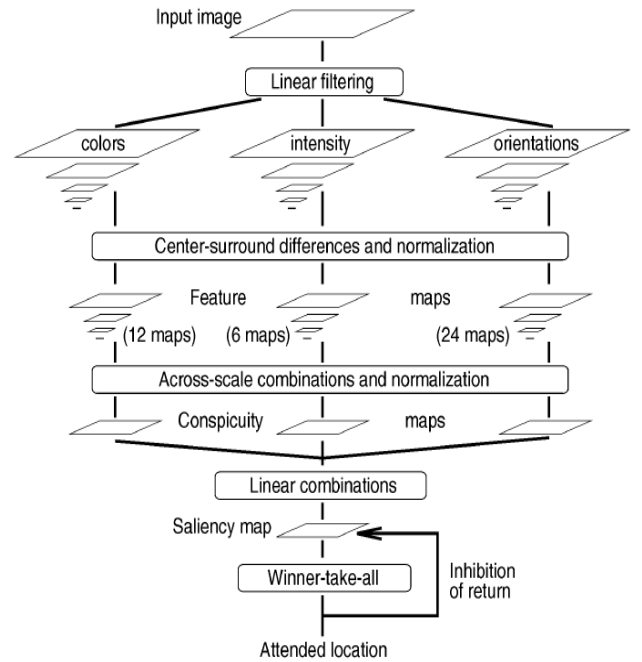 Input image
Linear filtering
colors intensity orientations
Center-surround differences and normalization
Feature maps
(12 maps) (6 maps) (24 maps)
Across-scale combinations and normalization
Conspicuity maps
Linear combinations
Saliency map
Winner-take-all
Inhibition
of return
Attended location